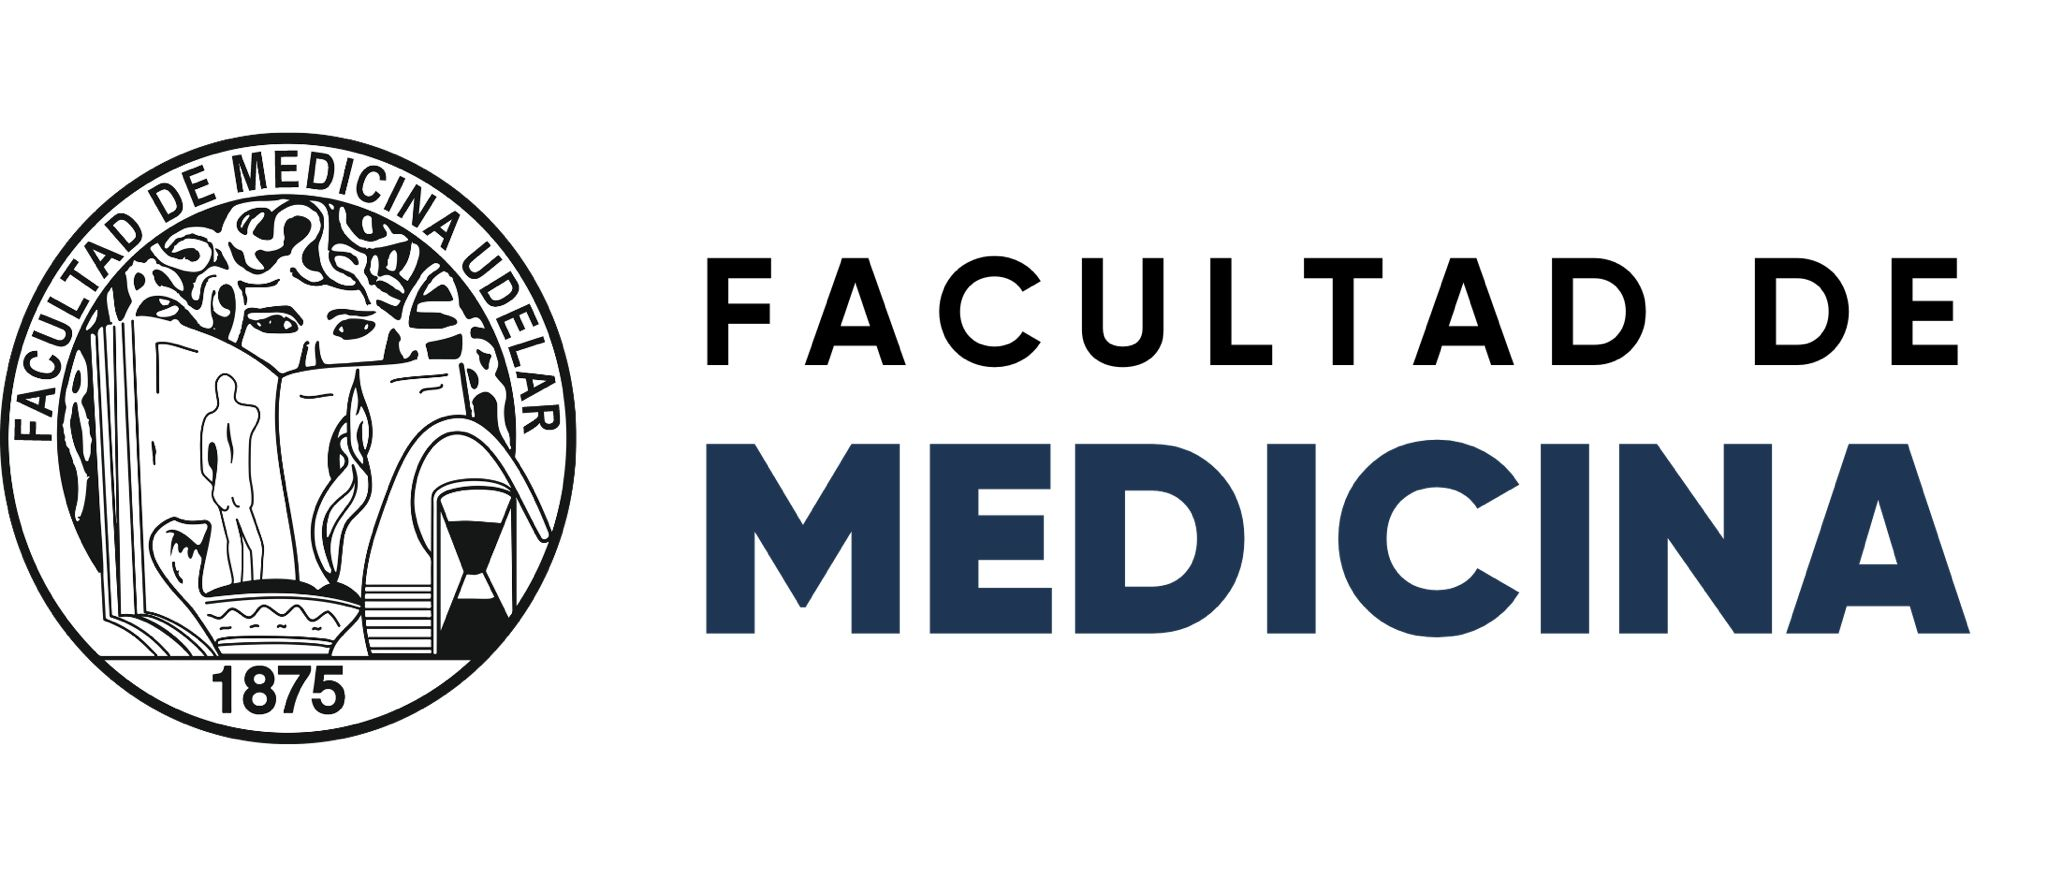 FACULTAD DE MEDICINA UDELAR
1875
FACULTAD DE
MEDICINA